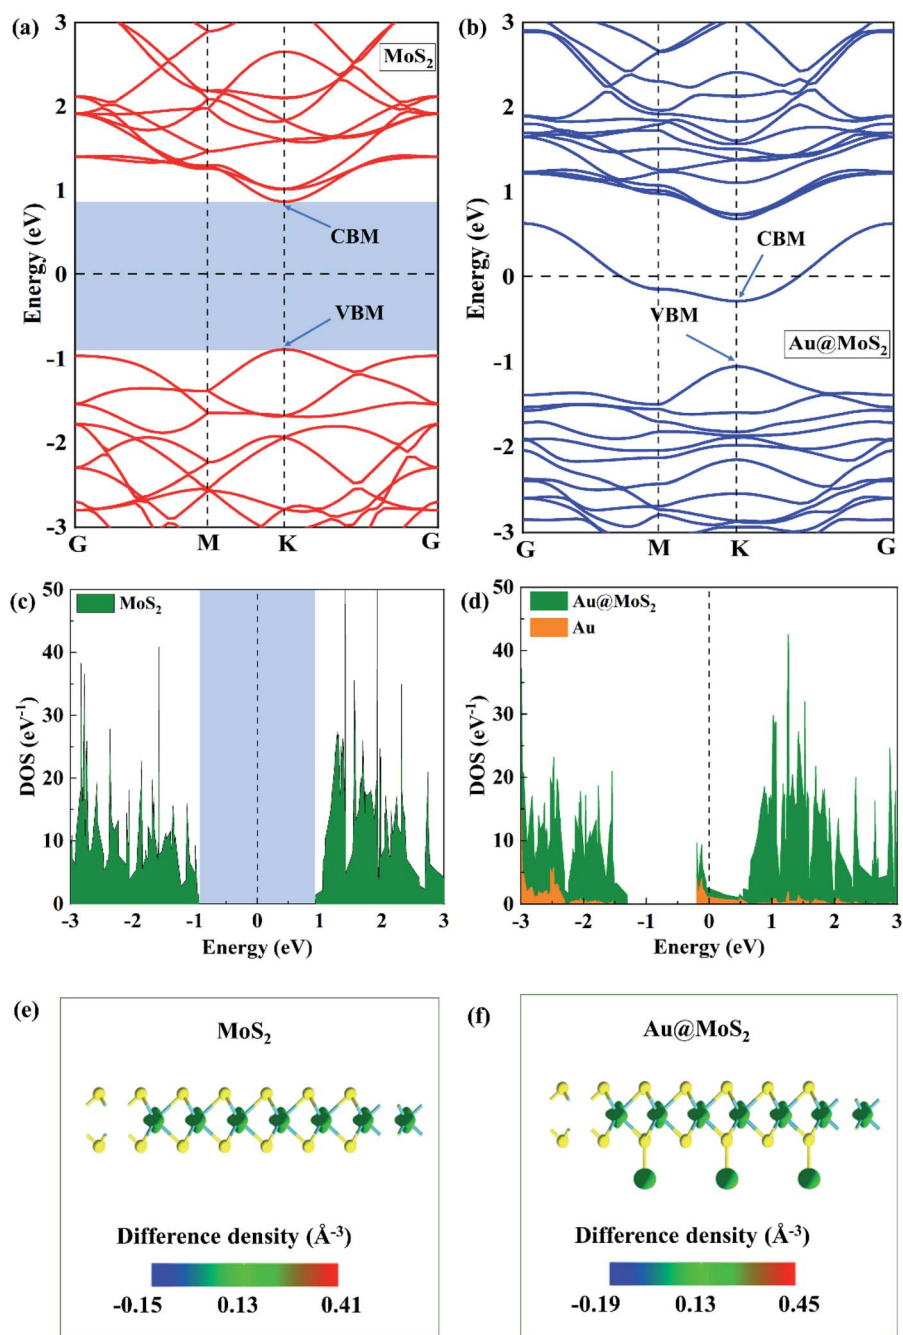 (a)
MoS2
3
2
1
0
-1
-2
-3
Energy (eV)
CBM
VBM
G M K G
(b)
3
2
1
0
-1
-2
-3
Energy (eV)
CBM
VBM
Au@MoS2
G M K G
(c)
MoS2
50
40
30
20
10
0
DOS (eV-1)
-3 -2 -1 0 1 2 3
Energy (eV)
(d)
Au@MoS2
Au
50
40
30
20
10
0
DOS (eV-1)
-3 -2 -1 0 1 2 3
Energy (eV)
(e)
MoS2
Difference density (Å-3)
-0.15 0.13 0.41
(f)
Au@MoS2
Difference density (Å-3)
-0.19 0.13 0.45